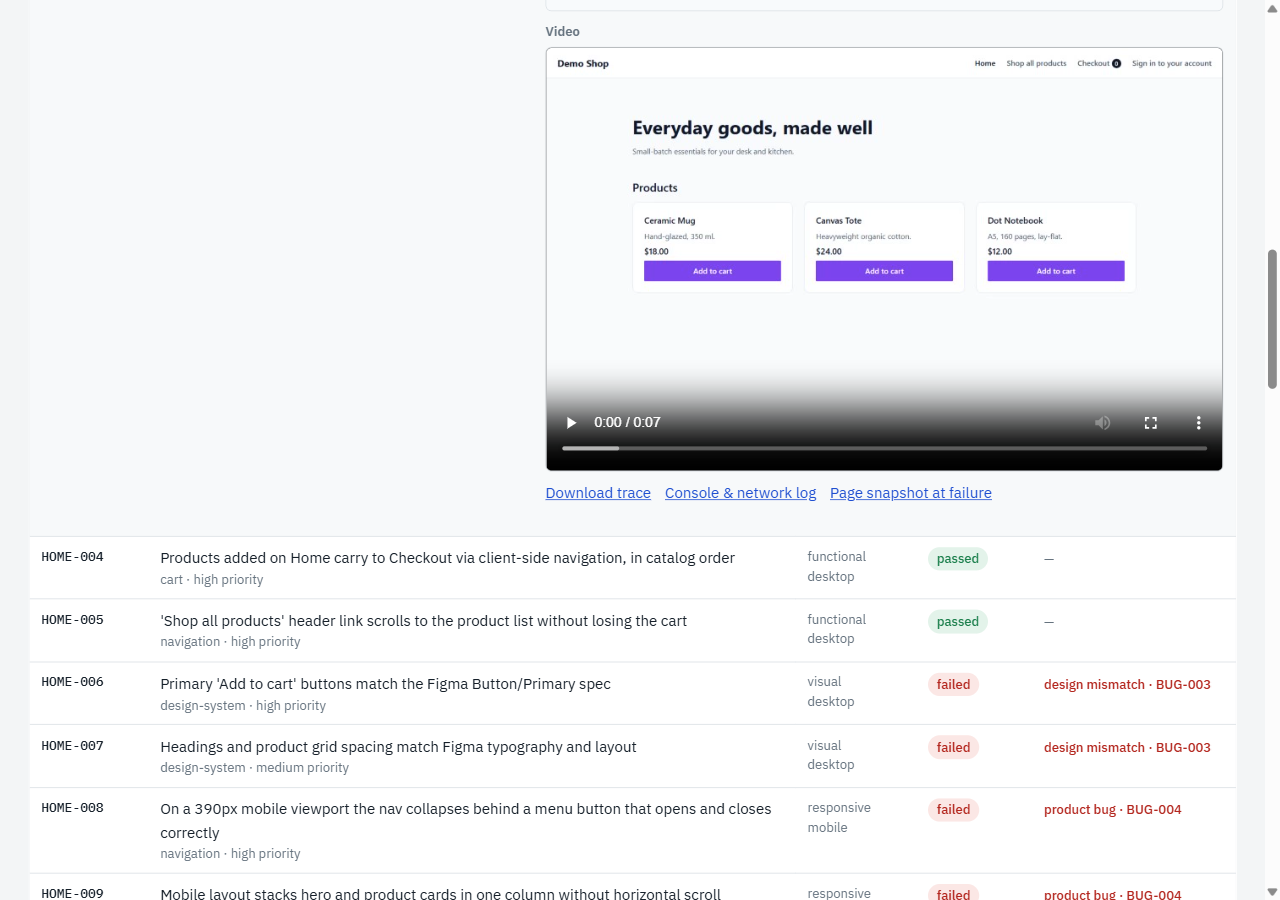 Video
Demo Shop
Home Shop all products Checkout 0 Sign in to your account
Everyday goods, made well
Small-batch essentials for your desk and kitchen.
Products
Ceramic Mug
Hand-glazed, 350 ml.
$18.00
Add to cart
Canvas Tote
Heavyweight organic cotton.
$24.00
Add to cart
Dot Notebook
A5, 160 pages, lay-flat.
$12.00
Add to cart
0:00 / 0:07
Download trace Console & network log Page snapshot at failure
HOME-004
Products added on Home carry to Checkout via client-side navigation, in catalog order
cart · high priority
functional
desktop
passed
—
HOME-005
'Shop all products' header link scrolls to the product list without losing the cart
navigation · high priority
functional
desktop
passed
—
HOME-006
Primary 'Add to cart' buttons match the Figma Button/Primary spec
design-system · high priority
visual
desktop
failed
design mismatch · BUG-003
HOME-007
Headings and product grid spacing match Figma typography and layout
design-system · medium priority
visual
desktop
failed
design mismatch · BUG-003
HOME-008
On a 390px mobile viewport the nav collapses behind a menu button that opens and closes
correctly
navigation · high priority
responsive
mobile
failed
product bug · BUG-004
HOME-009
Mobile layout stacks hero and product cards in one column without horizontal scroll
responsive
failed
product bug · BUG-004